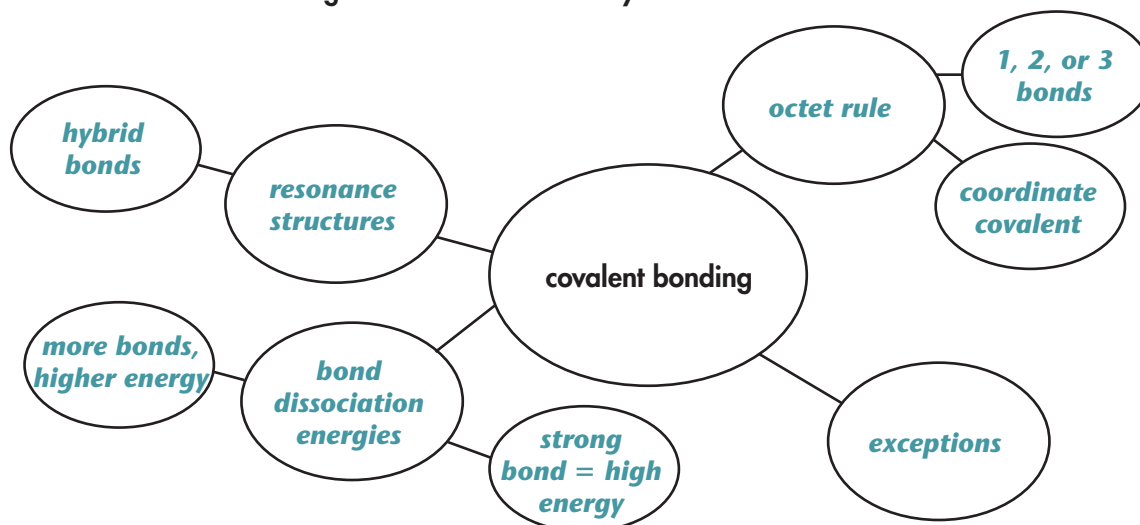 1, 2, or 3
bonds
octet rule
hybrid
bonds
resonance
structures
coordinate
covalent
covalent bonding
more bonds,
higher energy
bond
dissociation
energies
strong
bond = high
energy
exceptions